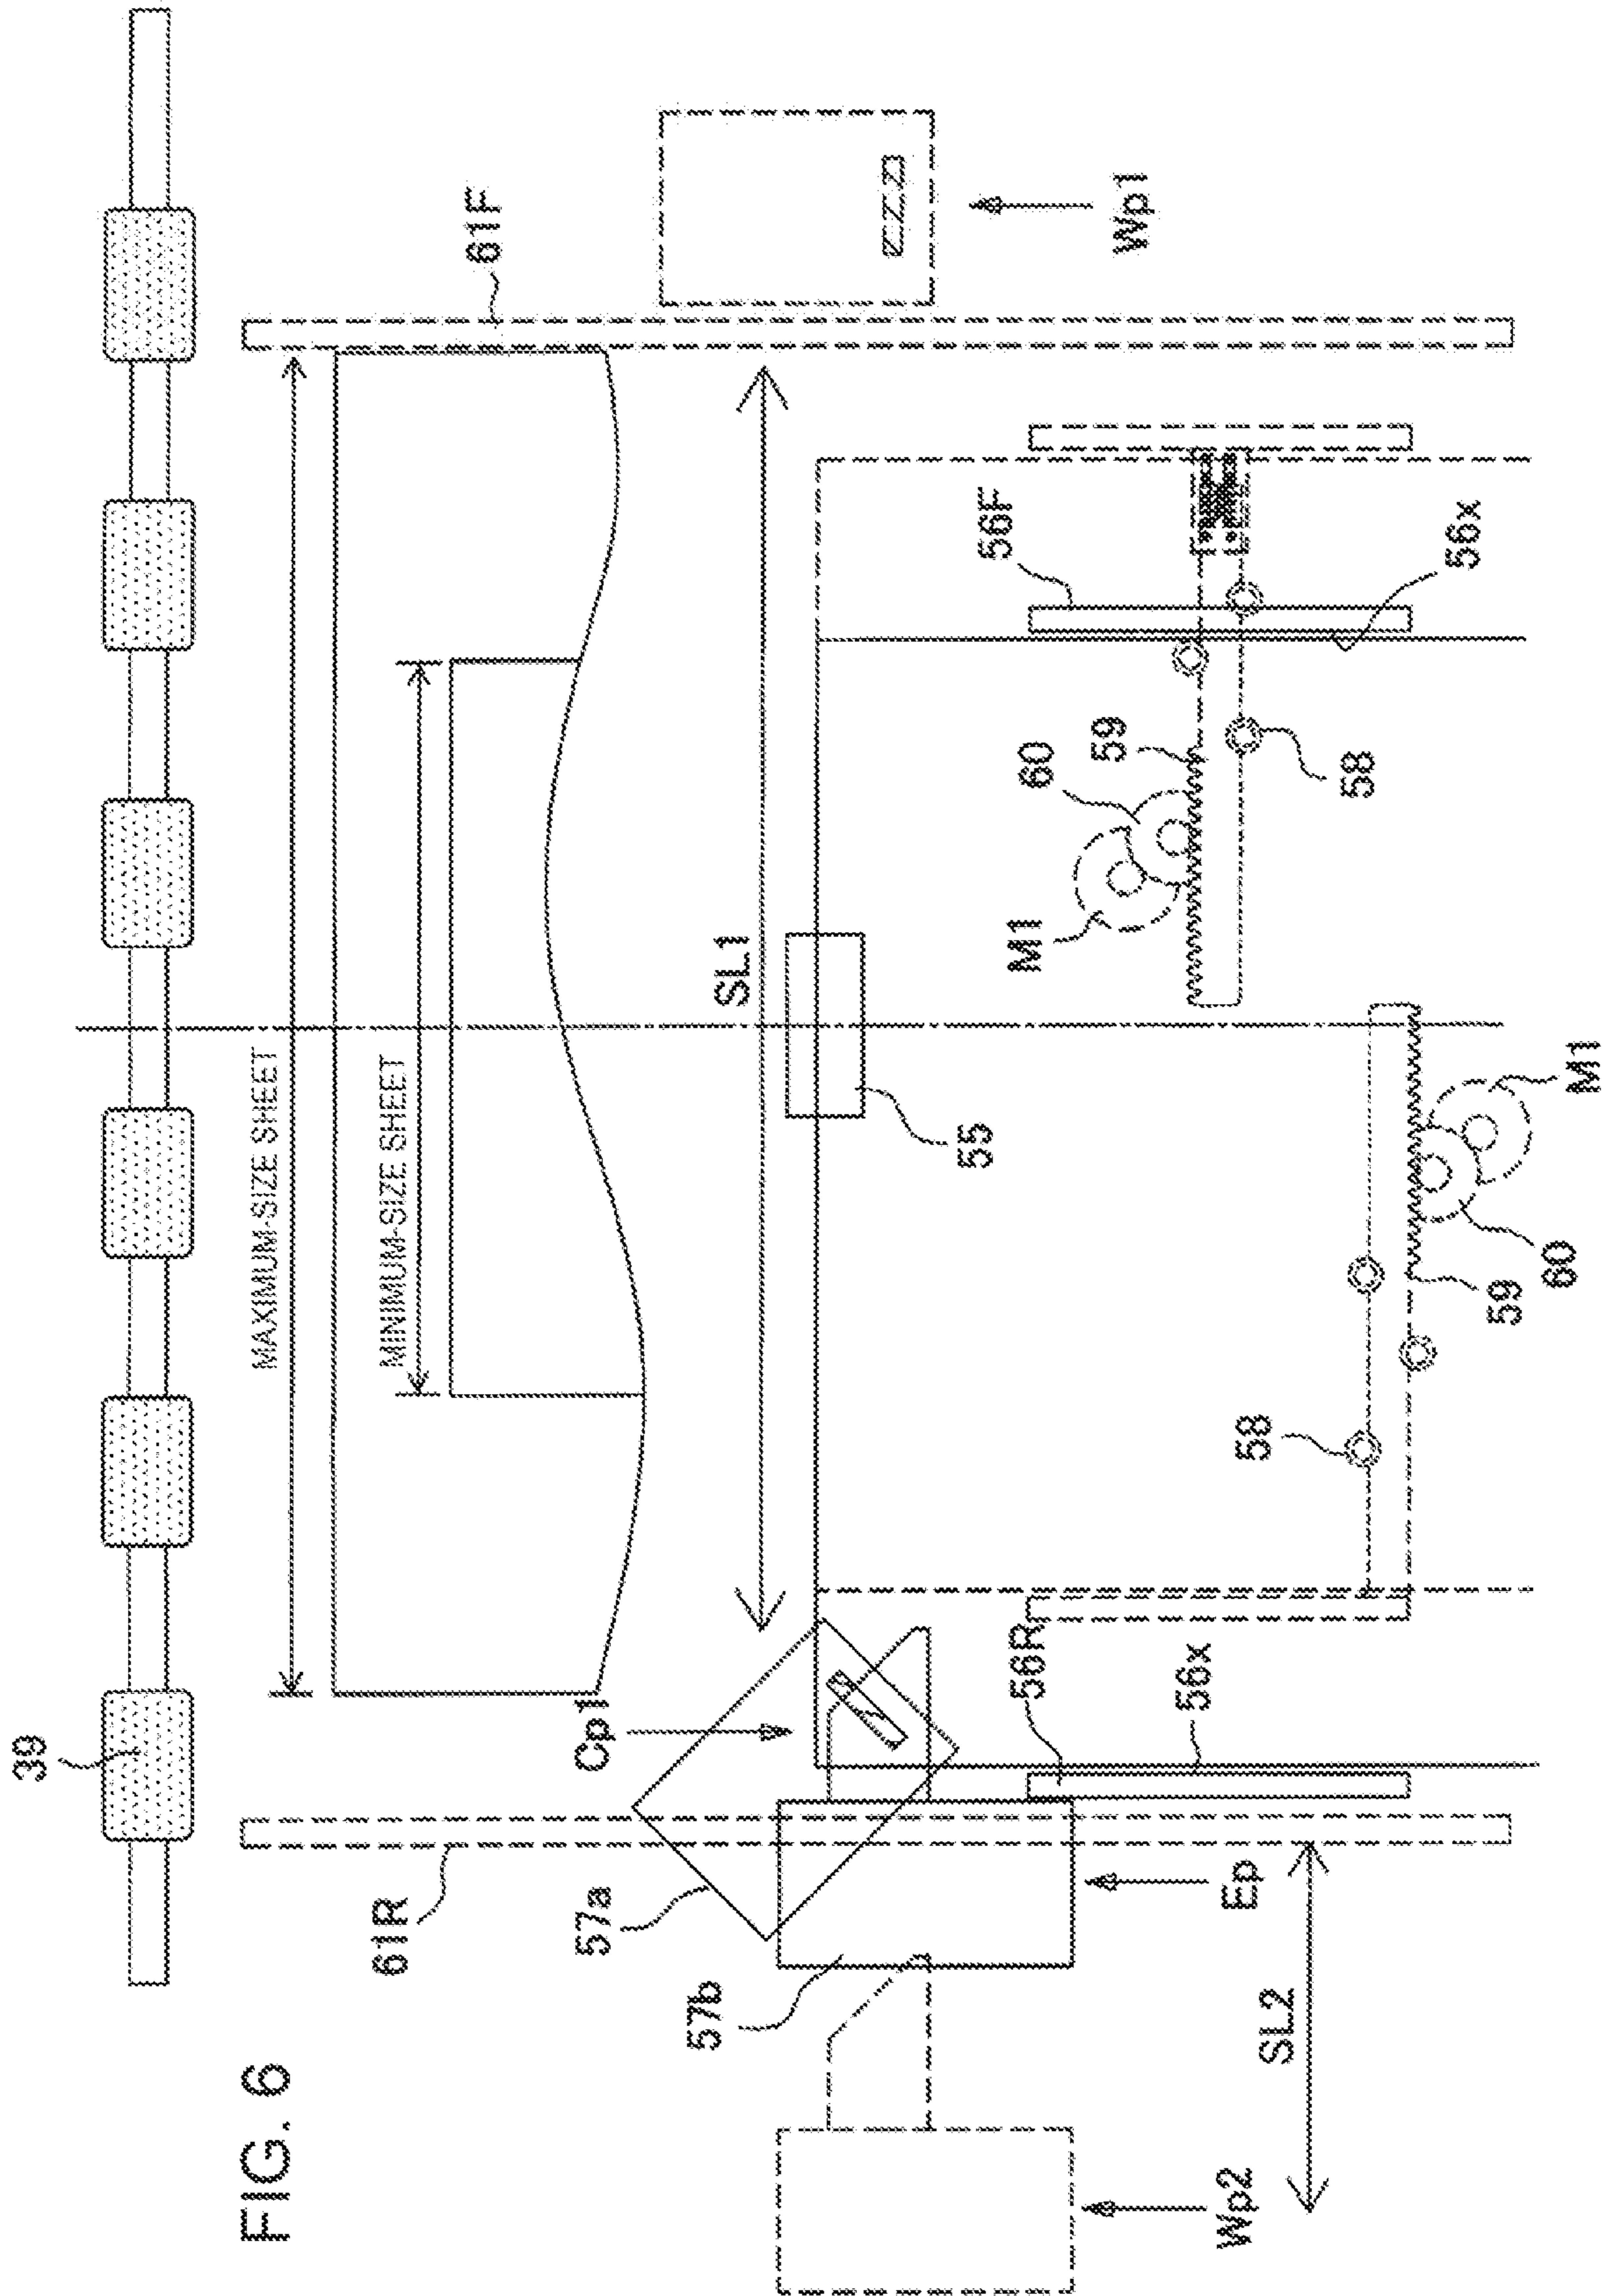 FIG. 6
39
MAXIMUM-SIZE SHEET
MINIMUM-SIZE SHEET
61R
61F
57a
57b
Cp1
SL1
55
Wp1
56F
56x
60
59
M1
58
56R
56x
58
59
60
M1
Ep
SL2
Wp2